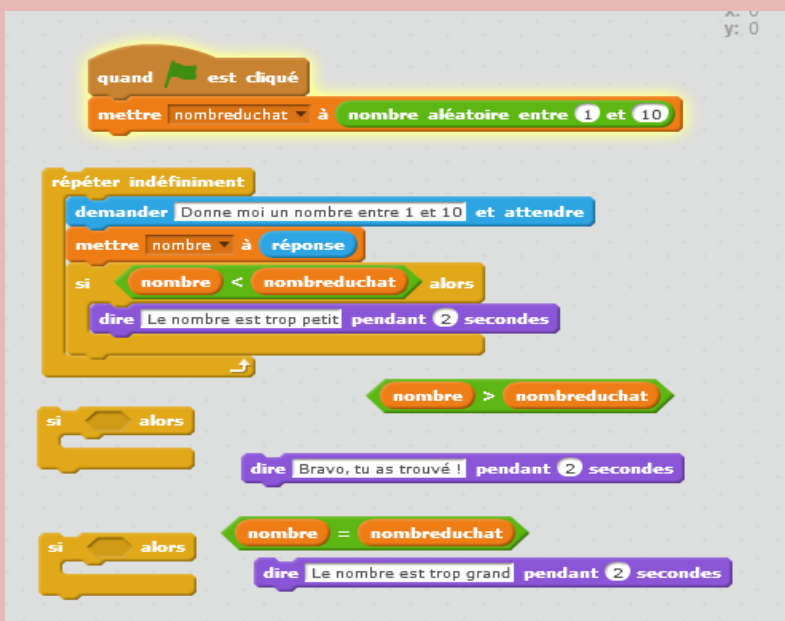 x: 0
y: 0
quand est cliqué
mettre nombreduchat à nombre aléatoire entre 1 et 10
répéter indéfiniment
demander Donne moi un nombre entre 1 et 10 et attendre
mettre nombre à réponse
si nombre < nombreduchat alors
dire Le nombre est trop petit pendant 2 secondes
nombre > nombreduchat
si alors
dire Bravo, tu as trouvé ! pendant 2 secondes
nombre = nombreduchat
si alors
dire Le nombre est trop grand pendant 2 secondes